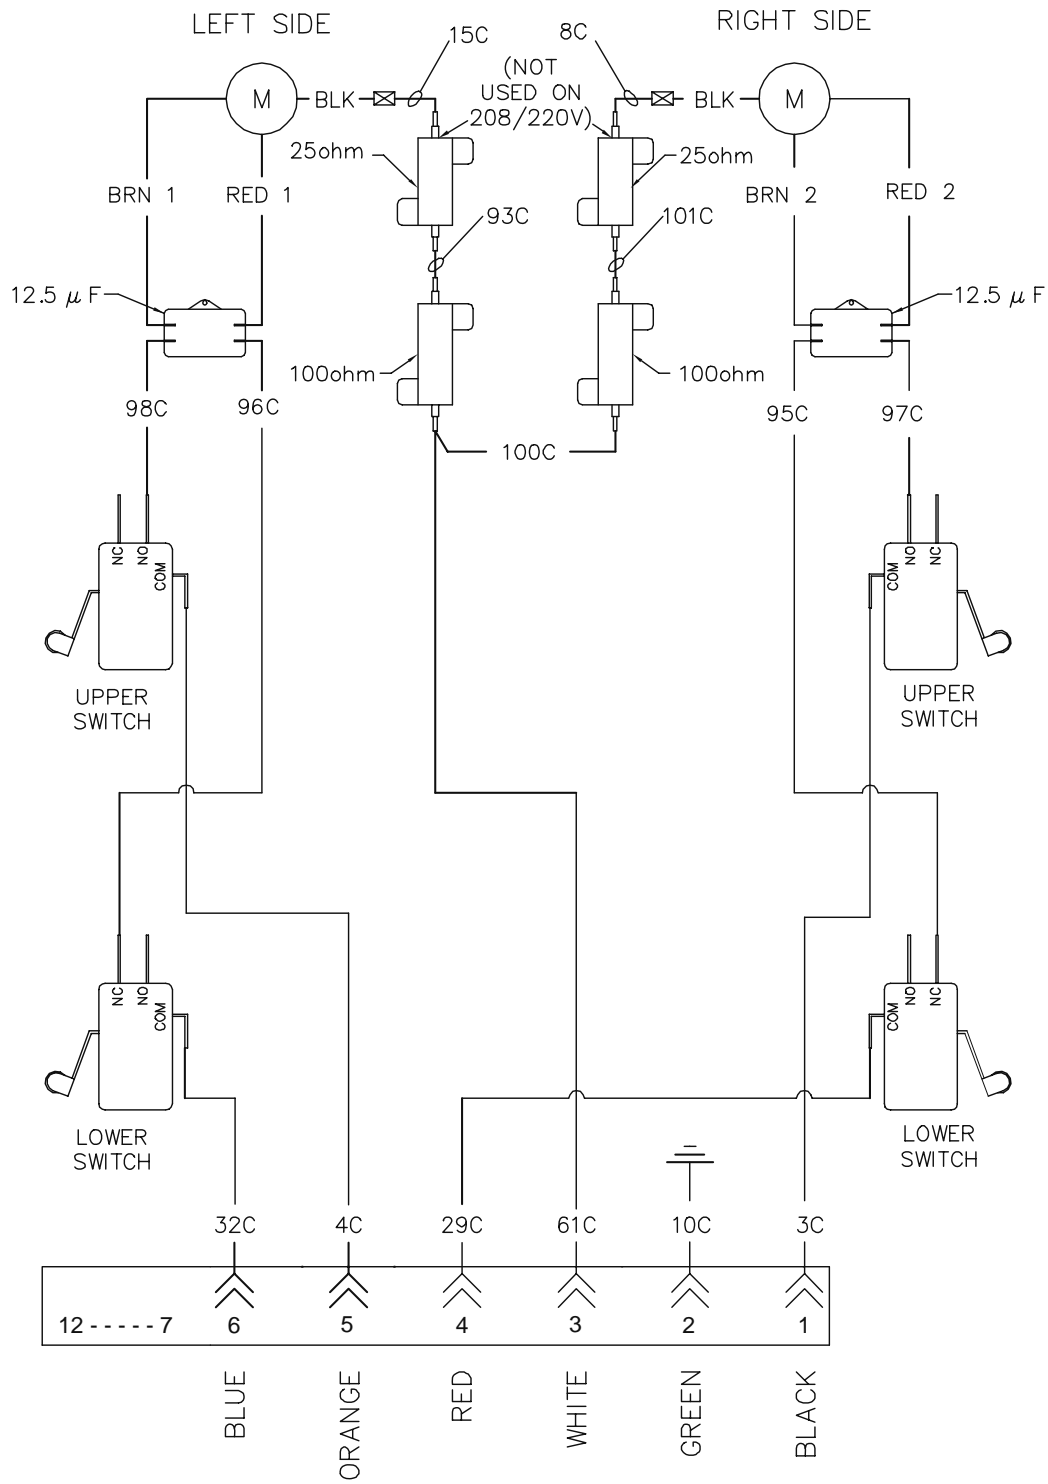 LEFT SIDE
RIGHT SIDE
15C
8C
(NOT
USED ON
208/220V)
M
BLK
BLK
M
25ohm
25ohm
BRN 1
RED 1
BRN 2
RED 2
93C
101C
12.5 μ F
12.5 μ F
100ohm
100ohm
98C
96C
95C
97C
100C
NC
NO
COM
COM
NO
NC
UPPER
SWITCH
UPPER
SWITCH
NC
NO
COM
COM
NO
NC
LOWER
SWITCH
LOWER
SWITCH
32C
4C
29C
61C
10C
3C
12 - - - - - 7
6
5
4
3
2
1
BLUE
ORANGE
RED
WHITE
GREEN
BLACK